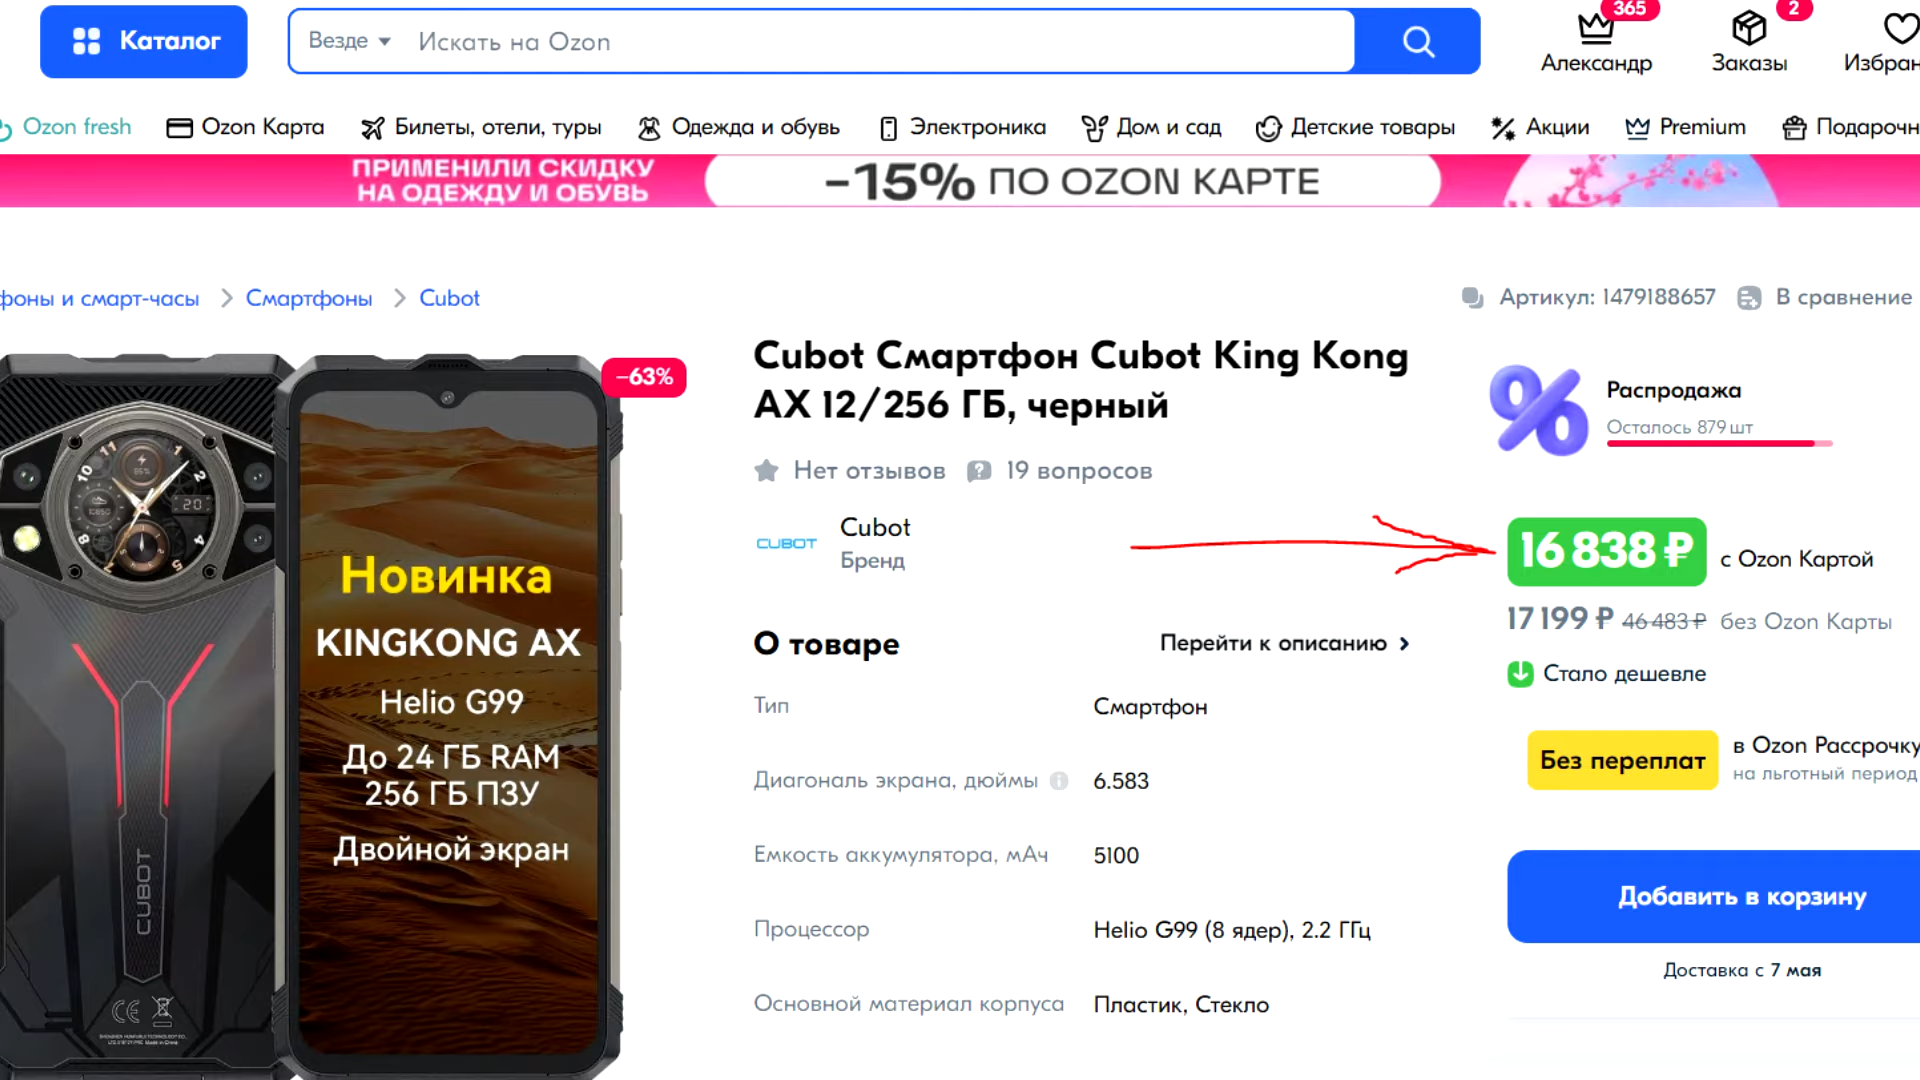 Каталог
Везде
Искать на Ozon
365
Александр
2
Заказы
Избран
Ozon fresh
Ozon Карта
Билеты, отели, туры
Одежда и обувь
Электроника
Дом и сад
Детские товары
Акции
Premium
Подарочн
ПРИМЕНИЛИ СКИДКУ
НА ОДЕЖДУ И ОБУВЬ
–15% ПО OZON КАРТЕ
фоны и смарт-часы
Смартфоны
Cubot
Артикул: 1479188657
В сравнение
–63%
Новинка
KINGKONG AX
Helio G99
До 24 ГБ RAM
256 ГБ ПЗУ
Двойной экран
CUBOT
Cubot Смартфон Cubot King Kong
AX 12/256 ГБ, черный
Нет отзывов
19 вопросов
CUBOT
Cubot
Бренд
О товаре
Перейти к описанию
Тип
Смартфон
Диагональ экрана, дюймы
6.583
Емкость аккумулятора, мАч
5100
Процессор
Helio G99 (8 ядер), 2.2 ГГц
Основной материал корпуса
Пластик, Стекло
Распродажа
Осталось 879 шт
16 838 ₽
с Ozon Картой
17 199 ₽ 46 483 ₽ без Ozon Карты
Стало дешевле
Без переплат
в Ozon Рассрочку
на льготный период
Добавить в корзину
Доставка с 7 мая